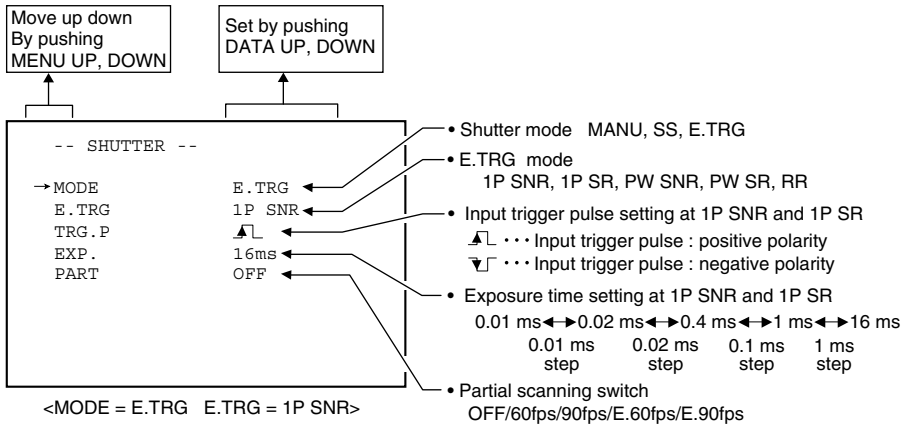 Move up down
By pushing
MENU UP, DOWN
Set by pushing
DATA UP, DOWN
-- SHUTTER --
→MODE E.TRG
E.TRG 1P SNR
TRG.P
EXP. 16ms
PART OFF
<MODE = E.TRG E.TRG = 1P SNR>
• Shutter mode MANU, SS, E.TRG
• E.TRG mode
1P SNR, 1P SR, PW SNR, PW SR, RR
• Input trigger pulse setting at 1P SNR and 1P SR
··· Input trigger pulse : positive polarity
··· Input trigger pulse : negative polarity
• Exposure time setting at 1P SNR and 1P SR
0.01 ms↔0.02 ms↔0.4 ms↔1 ms↔16 ms
0.01 ms 0.02 ms 0.1 ms 1 ms
step step step step
• Partial scanning switch
OFF/60fps/90fps/E.60fps/E.90fps